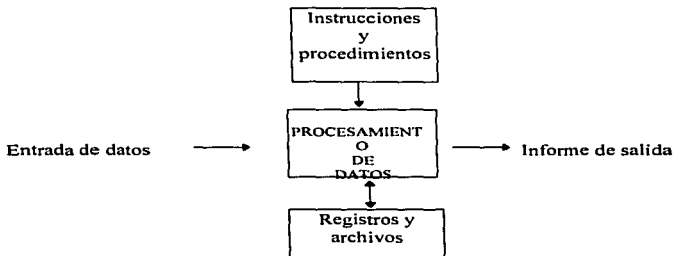 Instrucciones
y
procedimientos
PROCESAMIENT
O
DE
DATOS
Entrada de datos
Informe de salida
Registros y
archivos